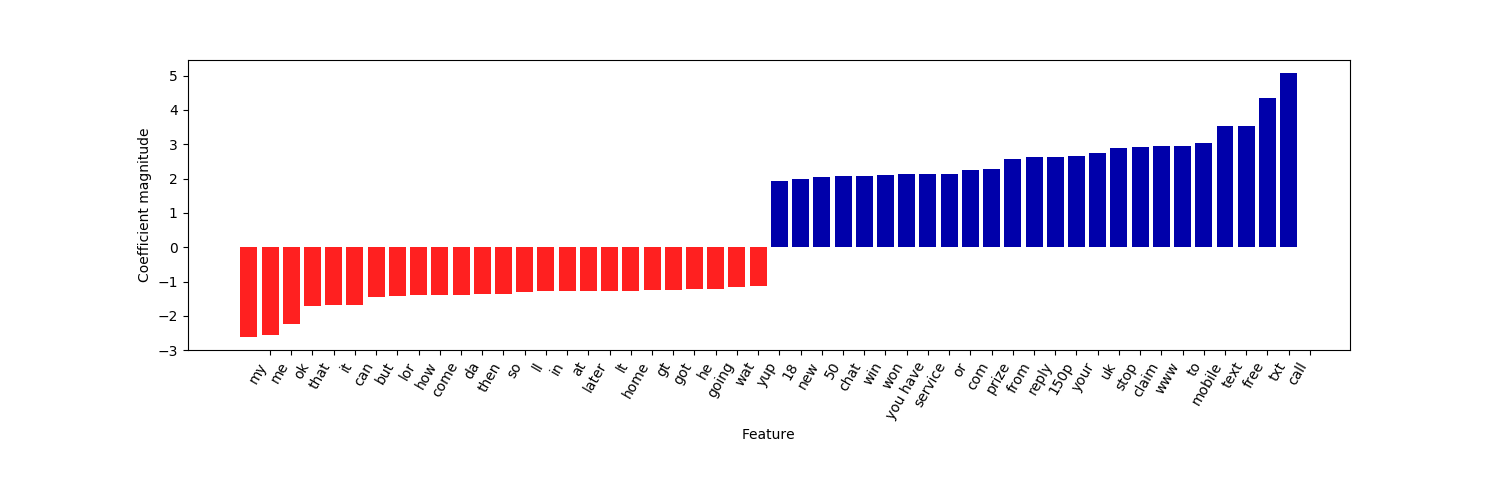 5
4
3
2
1
0
−1
−2
−3
Coefficient magnitude
my
me
ok
that
it
can
but
lor
how
come
da
then
so
ll
in
at
later
lt
home
gt
got
he
going
wat
yup
18
new
50
chat
win
won
you have
service
or
com
prize
from
reply
150p
your
uk
stop
claim
www
to
mobile
text
free
txt
call
Feature